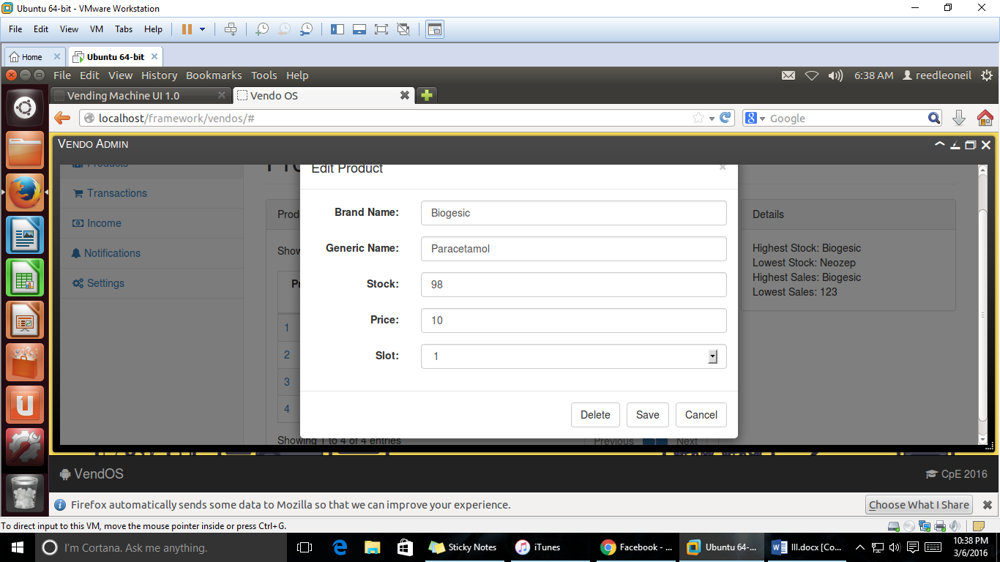 Ubuntu 64-bit - VMware Workstation
File Edit View VM Tabs Help
Home Ubuntu 64-bit
File Edit View History Bookmarks Tools Help 6:38 AM reedleoneil
Vending Machine UI 1.0 Vendo OS
localhost/framework/vendos/# Google
VENDO ADMIN
Products
Transactions
Income
Notifications
Settings
Edit Product
Brand Name: Biogesic
Generic Name: Paracetamol
Stock: 98
Price: 10
Slot: 1
Delete Save Cancel
1
2
3
4
Showing 1 to 4 of 4 entries Previous Next
Details
Highest Stock: Biogesic
Lowest Stock: Neozep
Highest Sales: Biogesic
Lowest Sales: 123
VendOS CpE 2016
Firefox automatically sends some data to Mozilla so that we can improve your experience. Choose What I Share
To direct input to this VM, move the mouse pointer inside or press Ctrl+G.
I'm Cortana. Ask me anything. Sticky Notes iTunes Facebook - ... Ubuntu 64-... III.docx [Co... 10:38 PM
3/6/2016